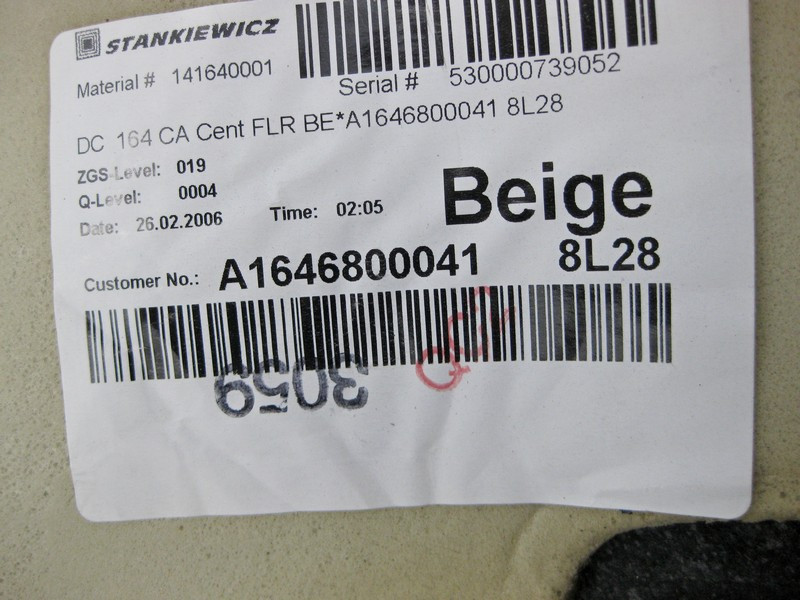 STANKIEWICZ
Material # 141640001
Serial # 530000739052
DC 164 CA Cent FLR BE*A1646800041 8L28
ZGS-Level: 019
Q-Level: 0004
Date: 26.02.2006 Time: 02:05
Beige
Customer No.: A1646800041 8L28
3059